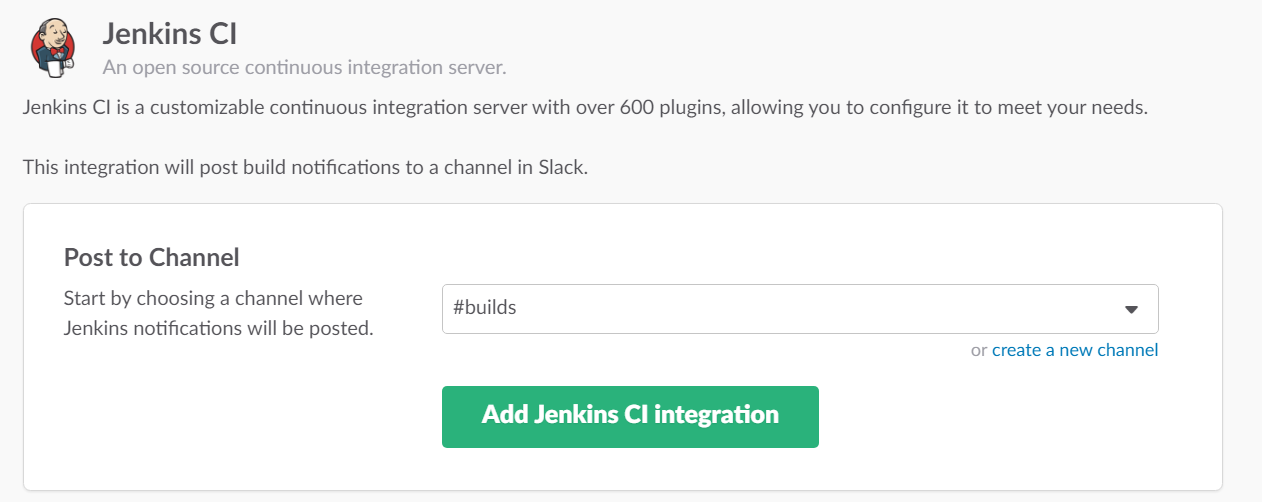 Jenkins CI
An open source continuous integration server.
Jenkins CI is a customizable continuous integration server with over 600 plugins, allowing you to configure it to meet your needs.
This integration will post build notifications to a channel in Slack.
Post to Channel
Start by choosing a channel where
Jenkins notifications will be posted.
#builds
or create a new channel
Add Jenkins CI integration